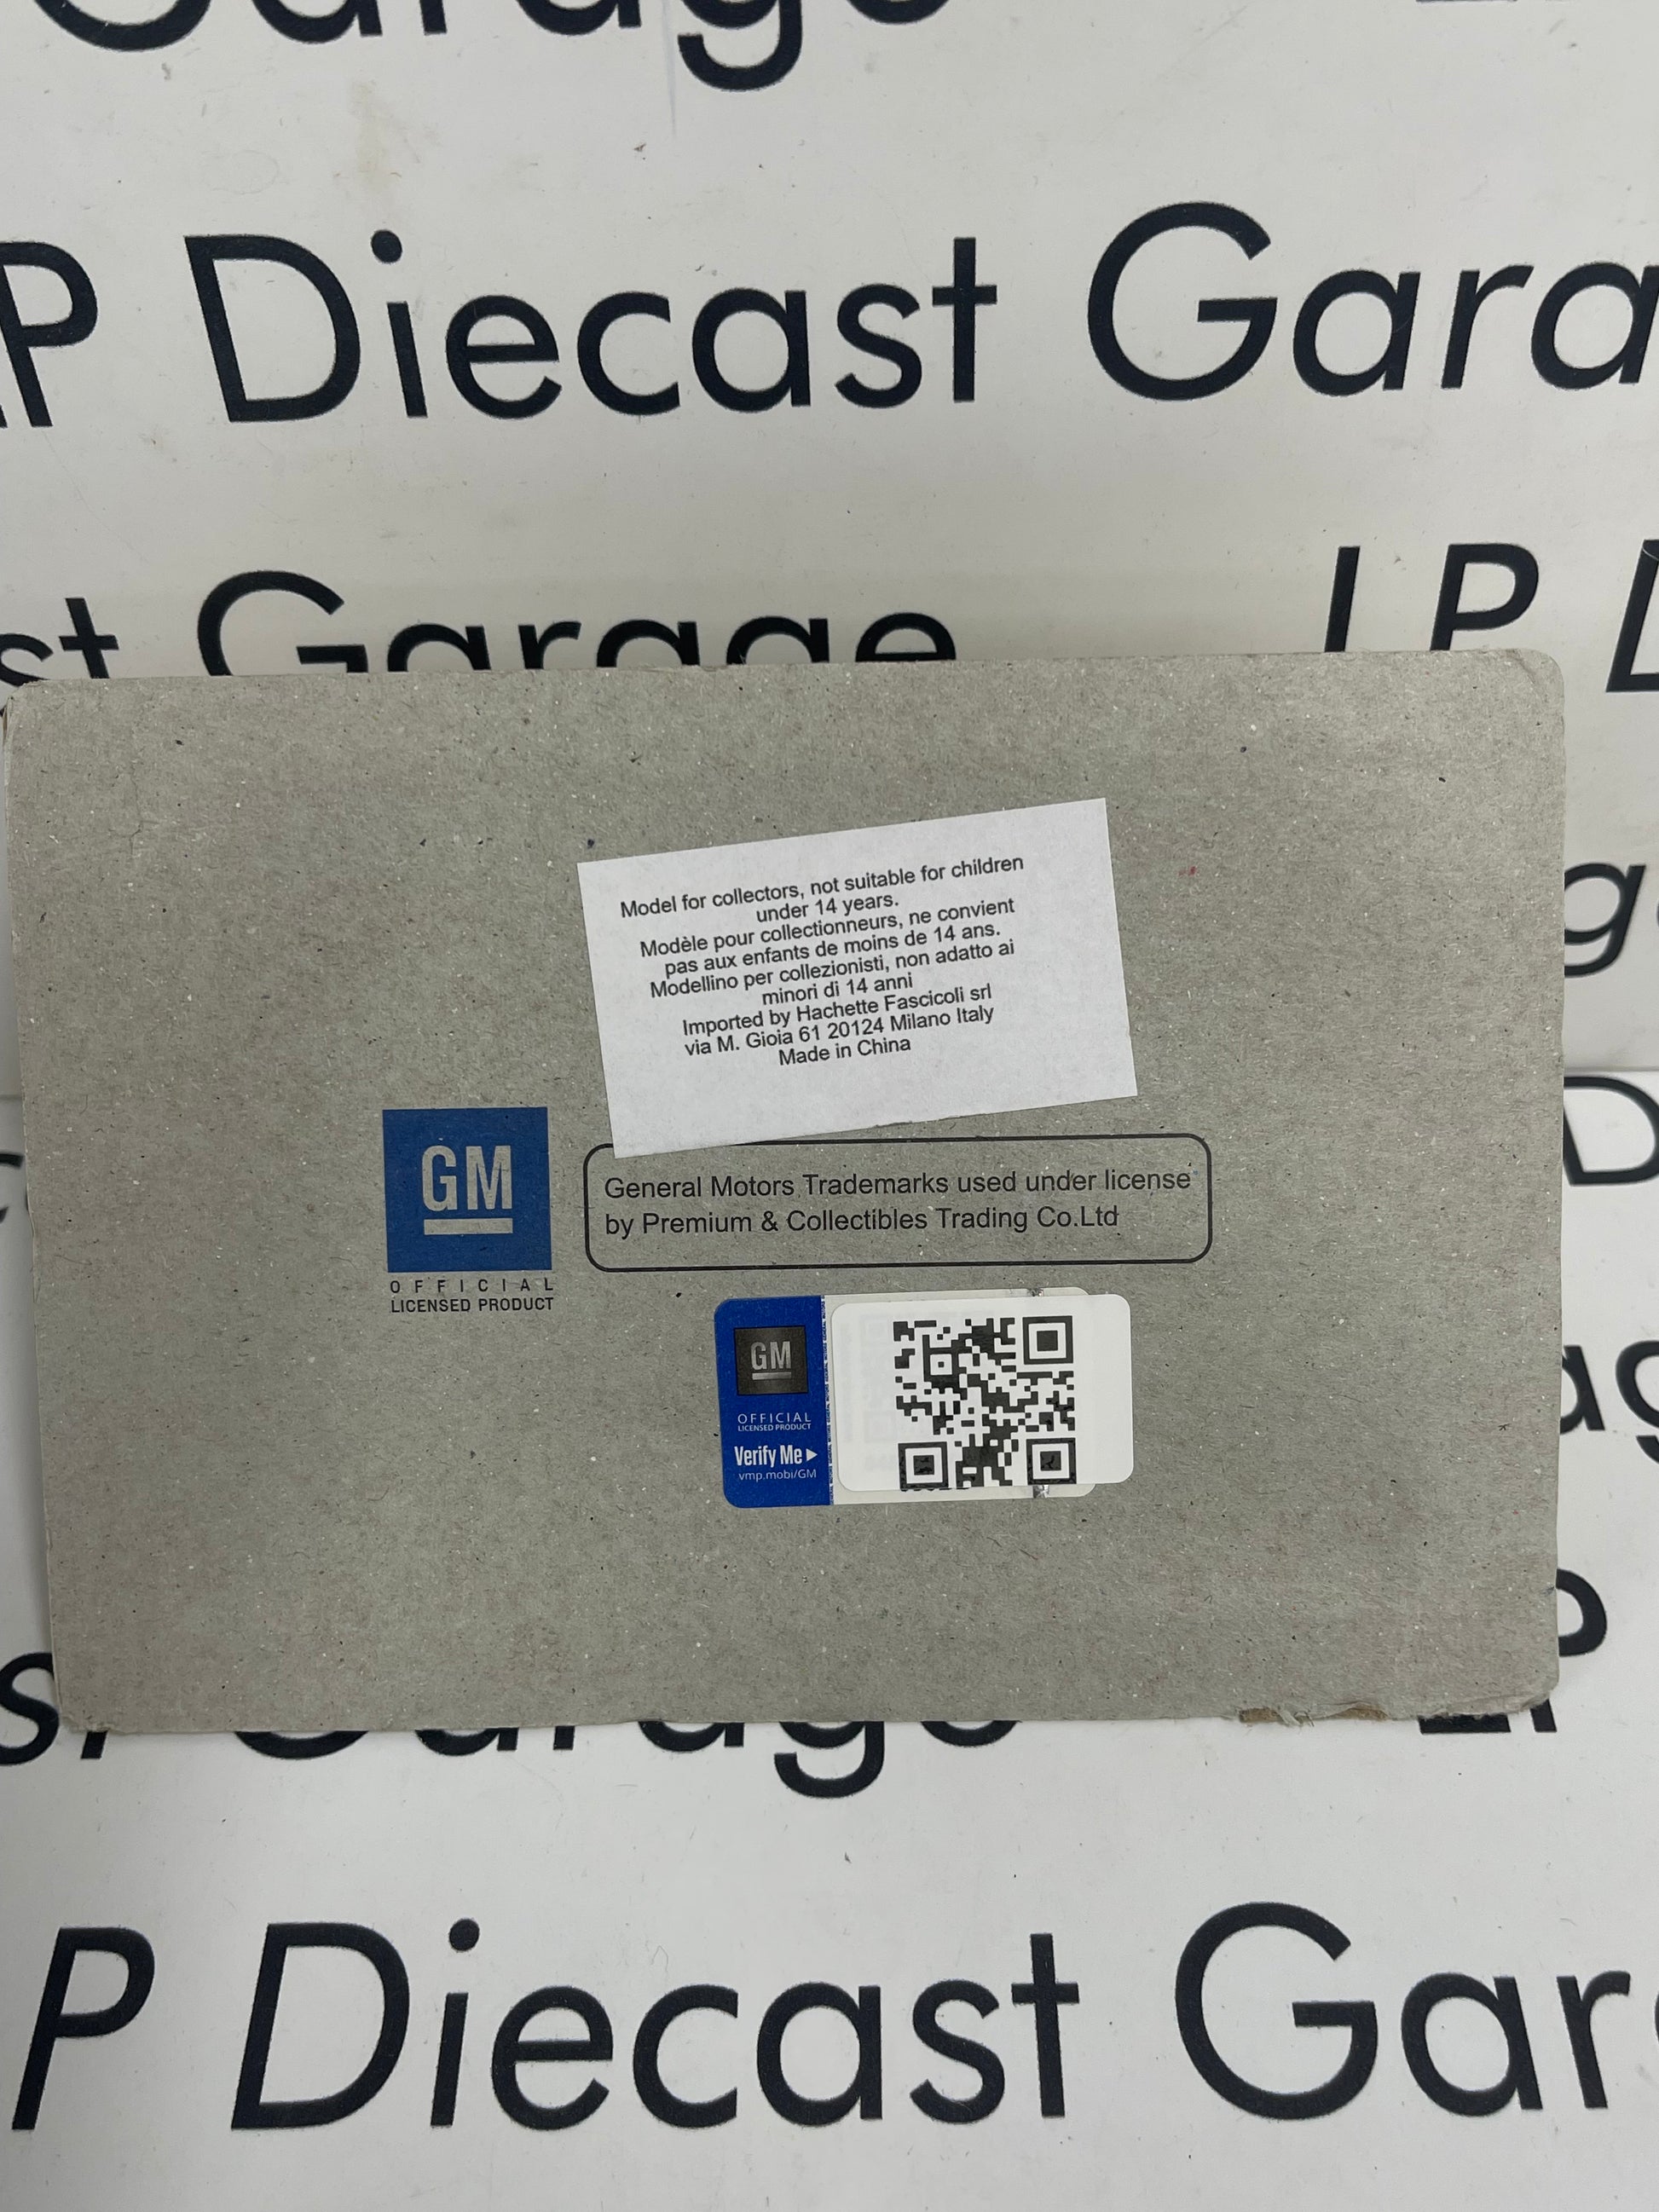 Garage
P Diecast Gara
st Garage
LP D
Model for collectors, not suitable for children
under 14 years.
Modèle pour collectionneurs, ne convient
pas aux enfants de moins de 14 ans.
Modellino per collezionisti, non adatto ai
minori di 14 anni
Imported by Hachette Fascicoli srl
via M. Gioia 61 20124 Milano Italy
Made in China
GM
OFFICIAL
LICENSED PRODUCT
General Motors Trademarks used under license
by Premium & Collectibles Trading Co.Ltd
GM
OFFICIAL
LICENSED PRODUCT
Verify Me
vmp.mobi/GM
st Garage
P Diecast Gar